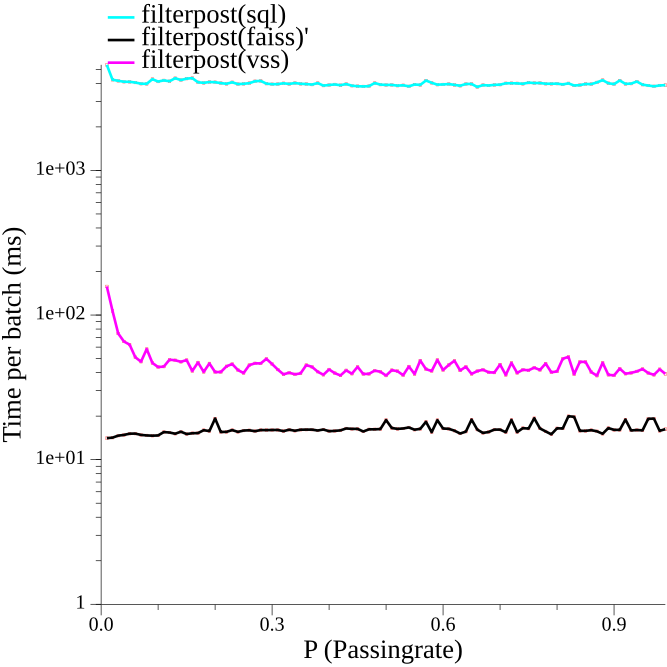 filterpost(sql)
filterpost(faiss)'
filterpost(vss)
1e+03
1e+02
1e+01
1
0.0 0.3 0.6 0.9
P (Passingrate)
Time per batch (ms)